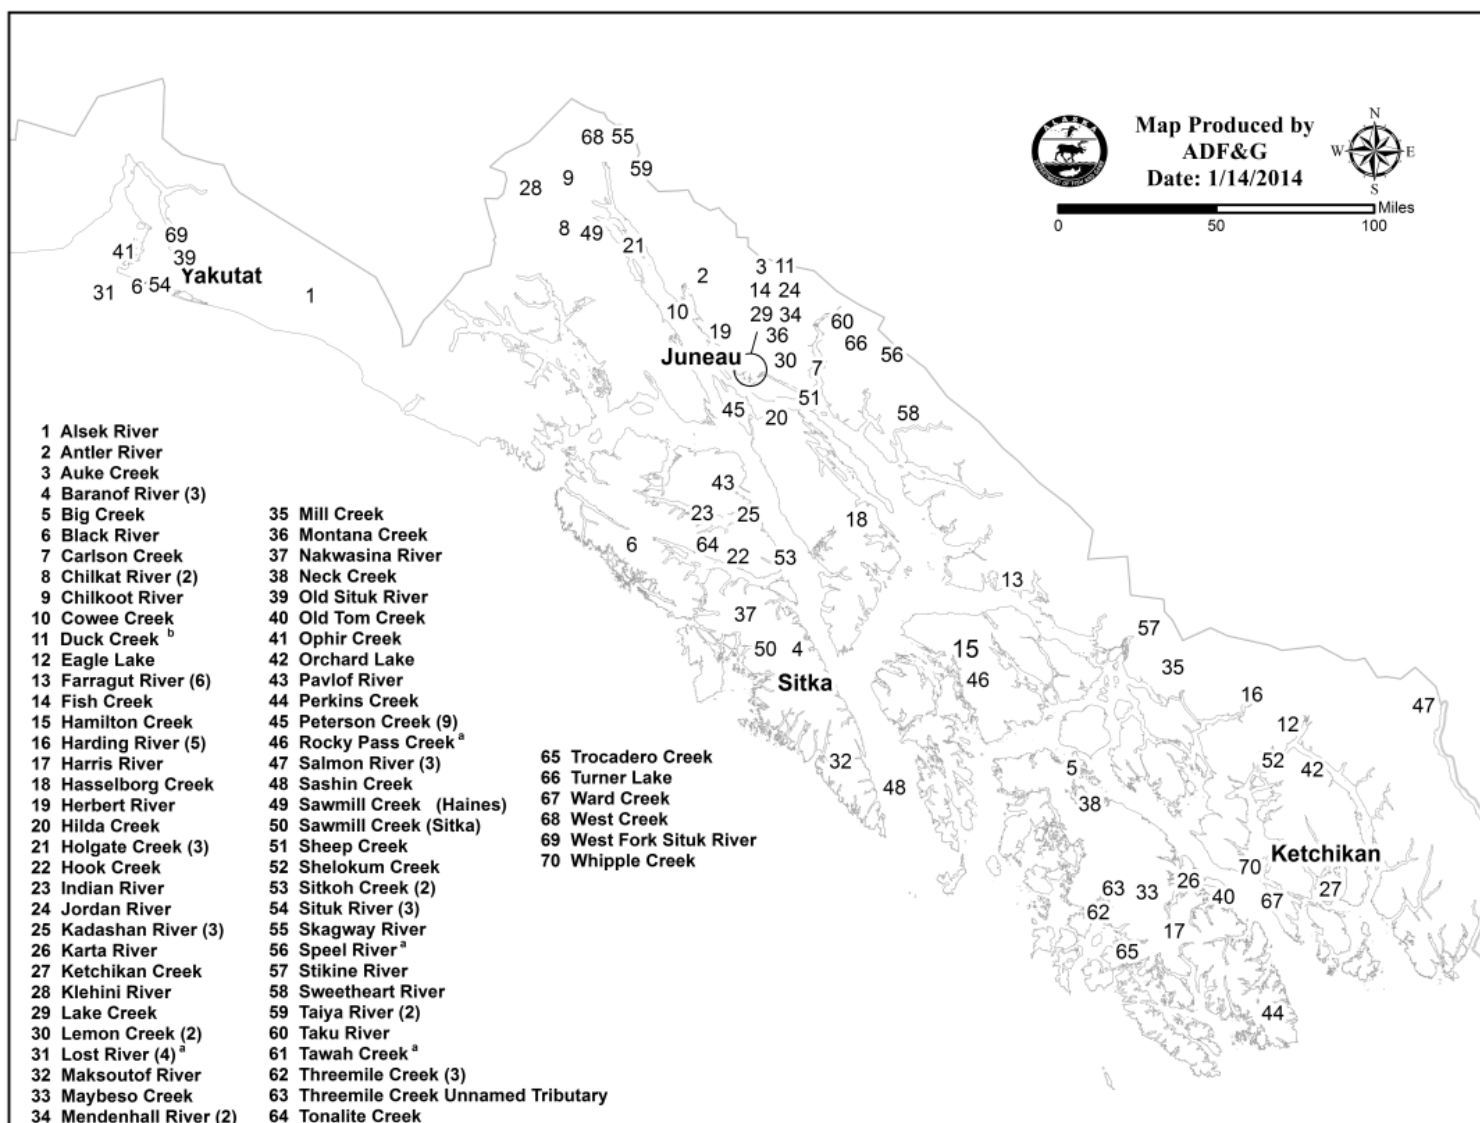 68 55
59
9
28
8 49
21
69
41
39
Yakutat
6 54
31
1
2
3 11
14 24
10
29 34
19
36
60
66
56
Juneau
30
7
51
45
20
58
43
23
25
18
6
64
22
53
13
37
50 4
Sitka
57
15
46
35
16
47
12
32
48
5
52
42
38
70
Ketchikan
63 33 26
40
67
27
62
17
65
44
ALASKA
DEPARTMENT OF FISH AND GAME
Map Produced by
ADF&G
Date: 1/14/2014
N
W E
S
Miles
0 50 100
1 Alsek River
2 Antler River
3 Auke Creek
4 Baranof River (3)
5 Big Creek
6 Black River
7 Carlson Creek
8 Chilkat River (2)
9 Chilkoot River
10 Cowee Creek
11 Duck Creek b
12 Eagle Lake
13 Farragut River (6)
14 Fish Creek
15 Hamilton Creek
16 Harding River (5)
17 Harris River
18 Hasselborg Creek
19 Herbert River
20 Hilda Creek
21 Holgate Creek (3)
22 Hook Creek
23 Indian River
24 Jordan River
25 Kadashan River (3)
26 Karta River
27 Ketchikan Creek
28 Klehini River
29 Lake Creek
30 Lemon Creek (2)
31 Lost River (4) a
32 Maksoutof River
33 Maybeso Creek
34 Mendenhall River (2)
35 Mill Creek
36 Montana Creek
37 Nakwasina River
38 Neck Creek
39 Old Situk River
40 Old Tom Creek
41 Ophir Creek
42 Orchard Lake
43 Pavlof River
44 Perkins Creek
45 Peterson Creek (9)
46 Rocky Pass Creek a
47 Salmon River (3)
48 Sashin Creek
49 Sawmill Creek (Haines)
50 Sawmill Creek (Sitka)
51 Sheep Creek
52 Shelokum Creek
53 Sitkoh Creek (2)
54 Situk River (3)
55 Skagway River
56 Speel River a
57 Stikine River
58 Sweetheart River
59 Taiya River (2)
60 Taku River
61 Tawah Creek a
62 Threemile Creek (3)
63 Threemile Creek Unnamed Tributary
64 Tonalite Creek
65 Trocadero Creek
66 Turner Lake
67 Ward Creek
68 West Creek
69 West Fork Situk River
70 Whipple Creek